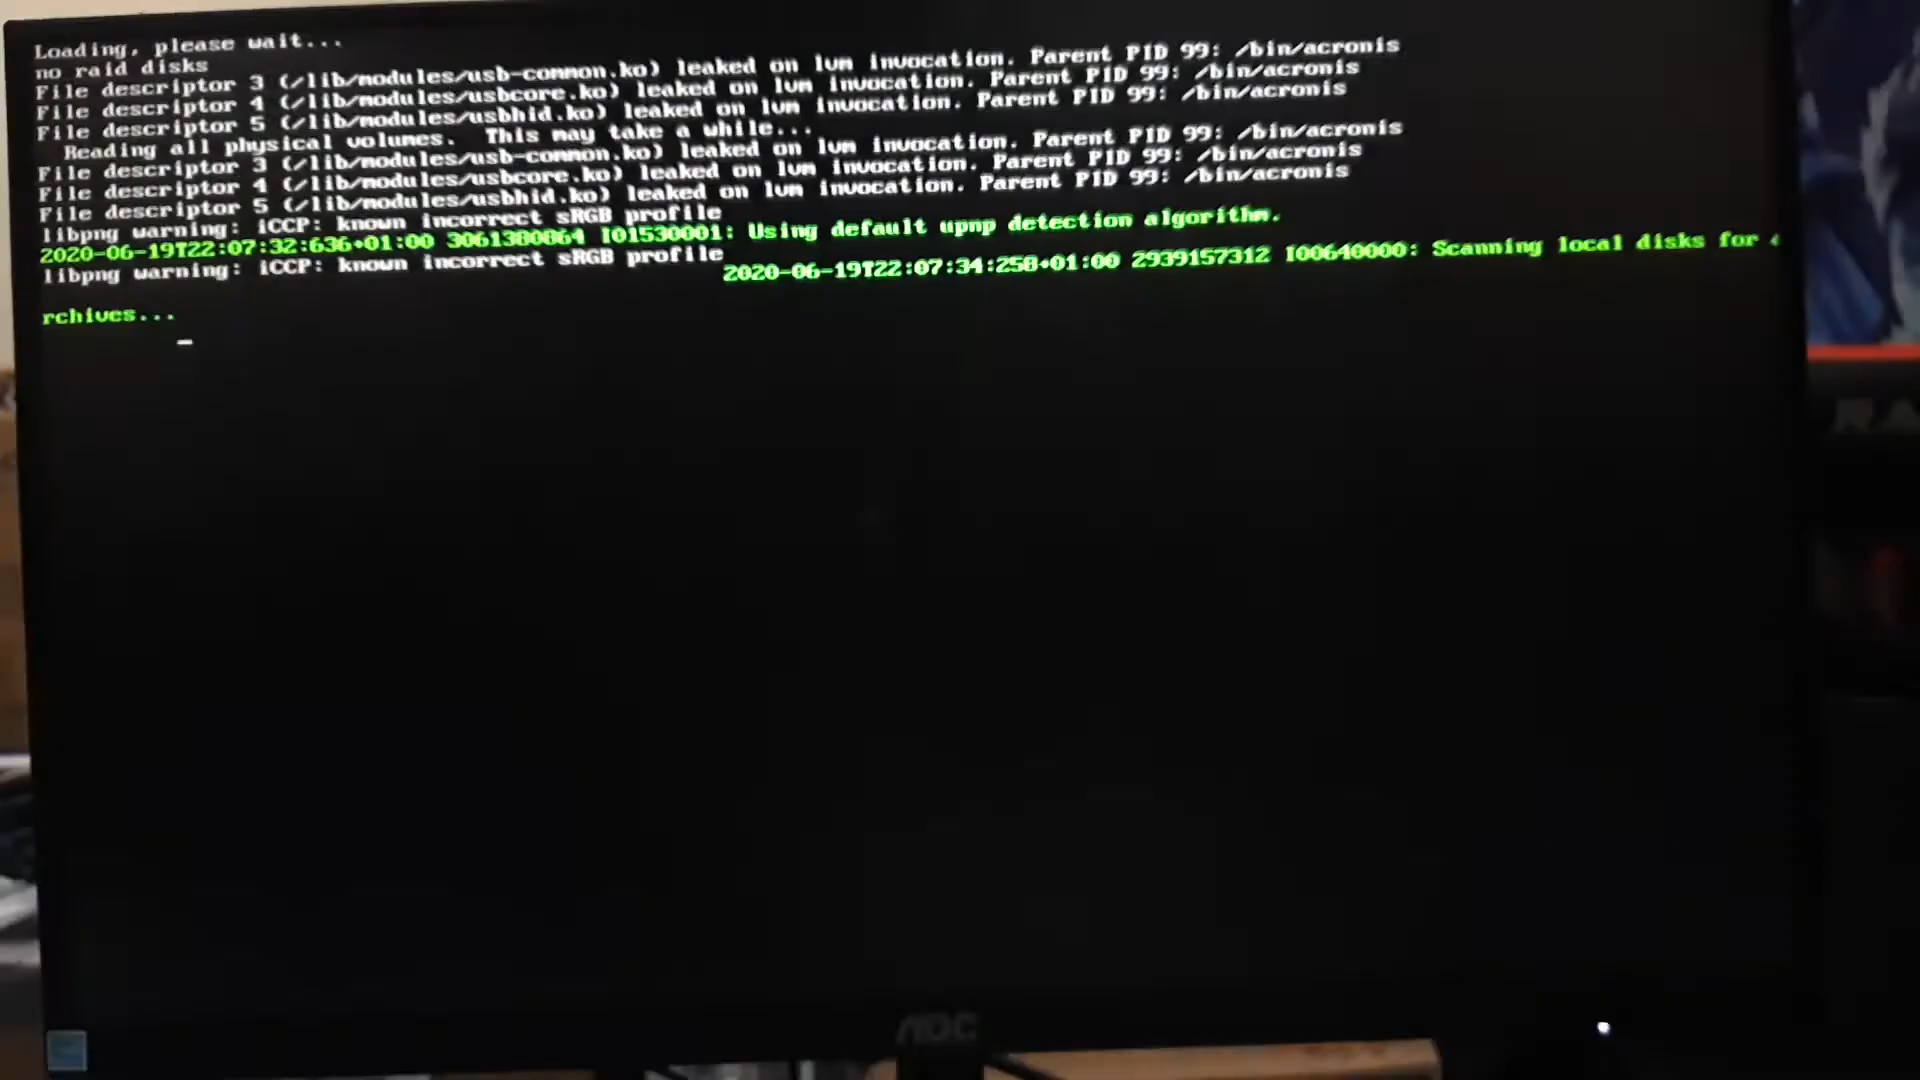 Loading, please wait...
no raid disks
File descriptor 3 (/lib/modules/usb-common.ko) leaked on lvm invocation. Parent PID 99: /bin/acronis
File descriptor 4 (/lib/modules/usbcore.ko) leaked on lvm invocation. Parent PID 99: /bin/acronis
File descriptor 5 (/lib/modules/usbhid.ko) leaked on lvm invocation. Parent PID 99: /bin/acronis
Reading all physical volumes. This may take a while...
File descriptor 3 (/lib/modules/usb-common.ko) leaked on lvm invocation. Parent PID 99: /bin/acronis
File descriptor 4 (/lib/modules/usbcore.ko) leaked on lvm invocation. Parent PID 99: /bin/acronis
File descriptor 5 (/lib/modules/usbhid.ko) leaked on lvm invocation. Parent PID 99: /bin/acronis
libpng warning: iCCP: known incorrect sRGB profile
2020-06-19T22:07:32:636+01:00 3061380864 I01530001: Using default upnp detection algorithm.
libpng warning: iCCP: known incorrect sRGB profile
2020-06-19T22:07:34:258+01:00 2939157312 I00640000: Scanning local disks for
rchives...
AOC
RA